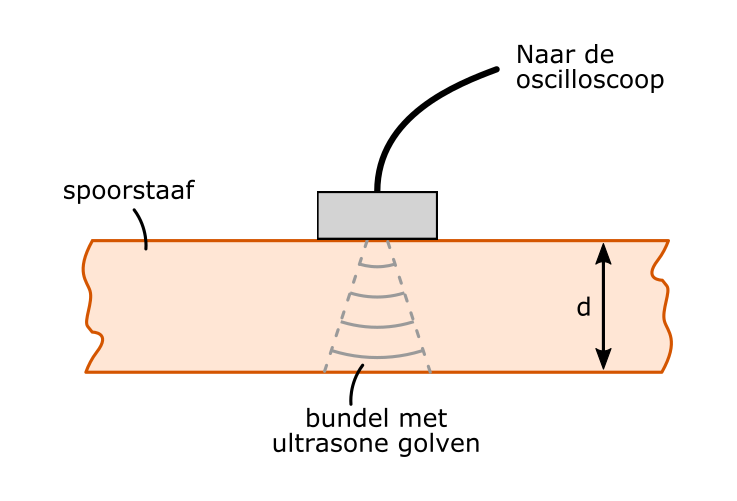 Naar de
oscilloscoop
spoorstaaf
d
bundel met
ultrasone golven